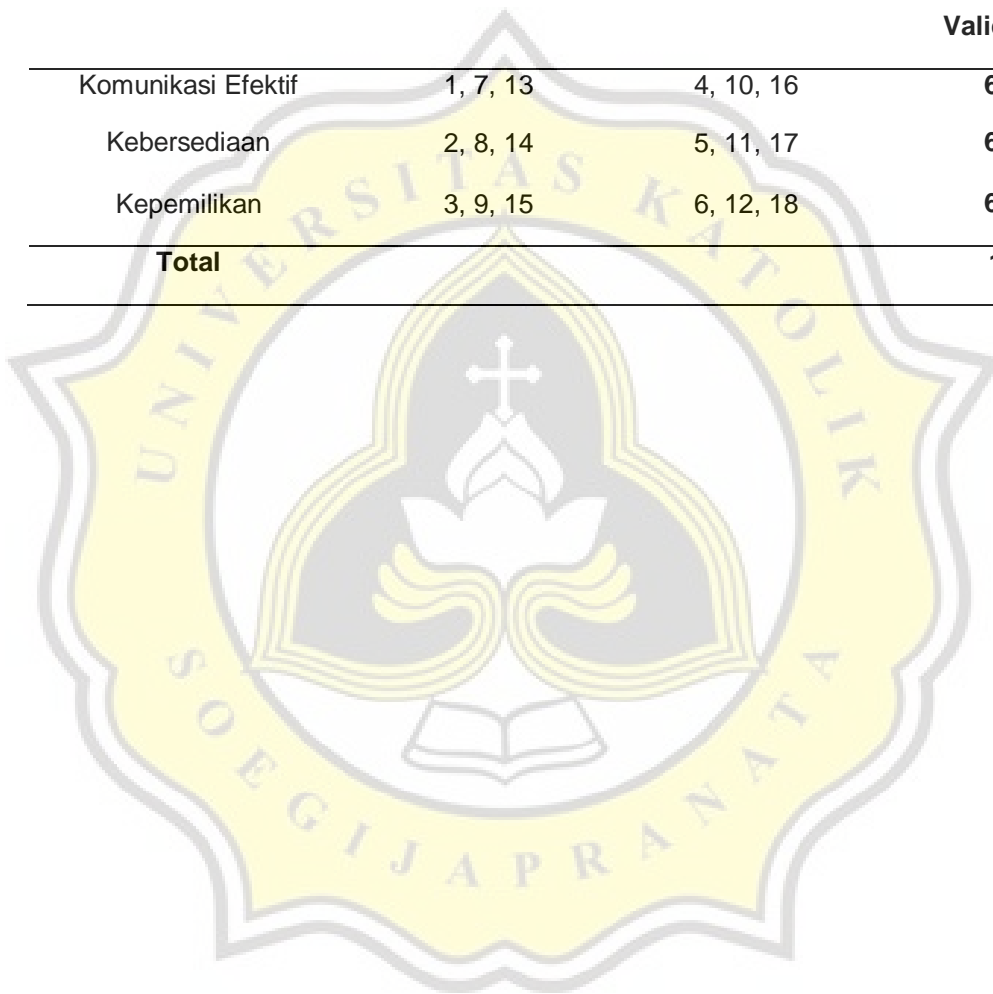 Komunikasi Efektif 1, 7, 13 4, 10, 16 6
Kebersediaan 2, 8, 14 5, 11, 17 6
Kepemilikan 3, 9, 15 6, 12, 18 6
Total
UNIVERSITAS KATOLIK
SOEGIJAPRANATA